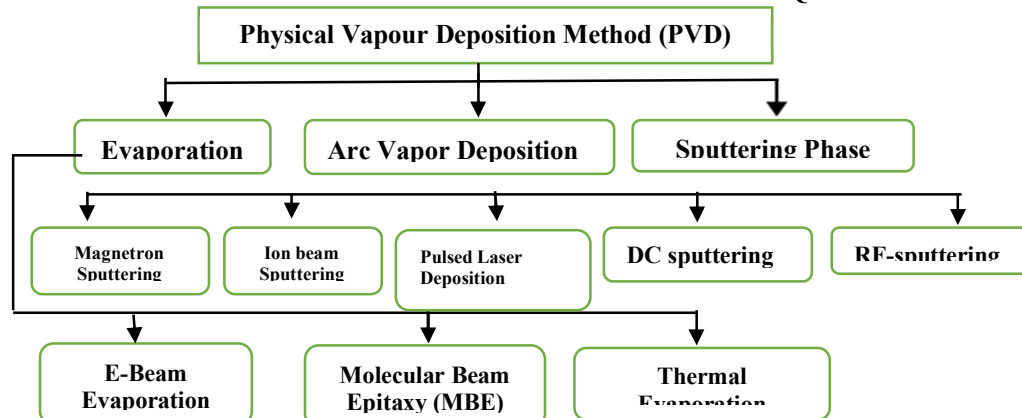 Physical Vapour Deposition Method (PVD)
Evaporation
Arc Vapor Deposition
Sputtering Phase
Magnetron
Sputtering
Ion beam
Sputtering
Pulsed Laser
Deposition
DC sputtering
RF-sputtering
E-Beam
Evaporation
Molecular Beam
Epitaxy (MBE)
Thermal
Evaporation